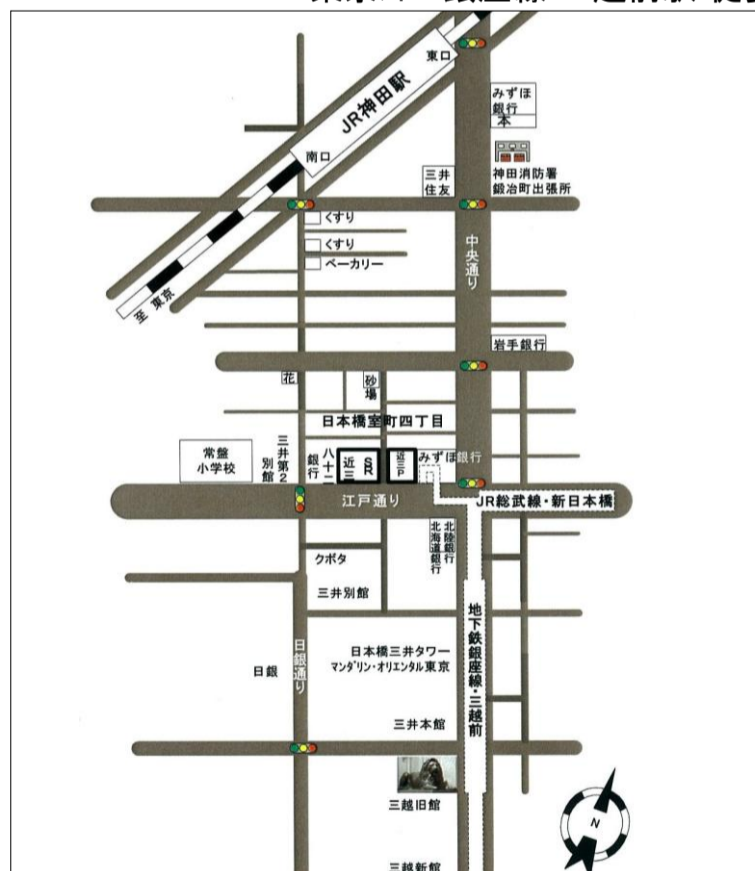 東口
JR神田駅
南口
みずほ
銀行
本
三井
住友
神田消防署
鍛冶町出張所
くすり
くすり
ベーカリー
中央通り
至 東京
岩手銀行
花
砂場
日本橋室町四丁目
常盤
小学校
三井第2
別館
八十二
銀行
近三
SR
近三P
みずほ銀行
江戸通り
JR総武線・新日本橋
北陸銀行
北海道銀行
クボタ
三井別館
地下鉄銀座線・三越前
日銀通り
日銀
日本橋三井タワー
マンダリン・オリエンタル東京
三井本館
三越旧館
N
三越新館